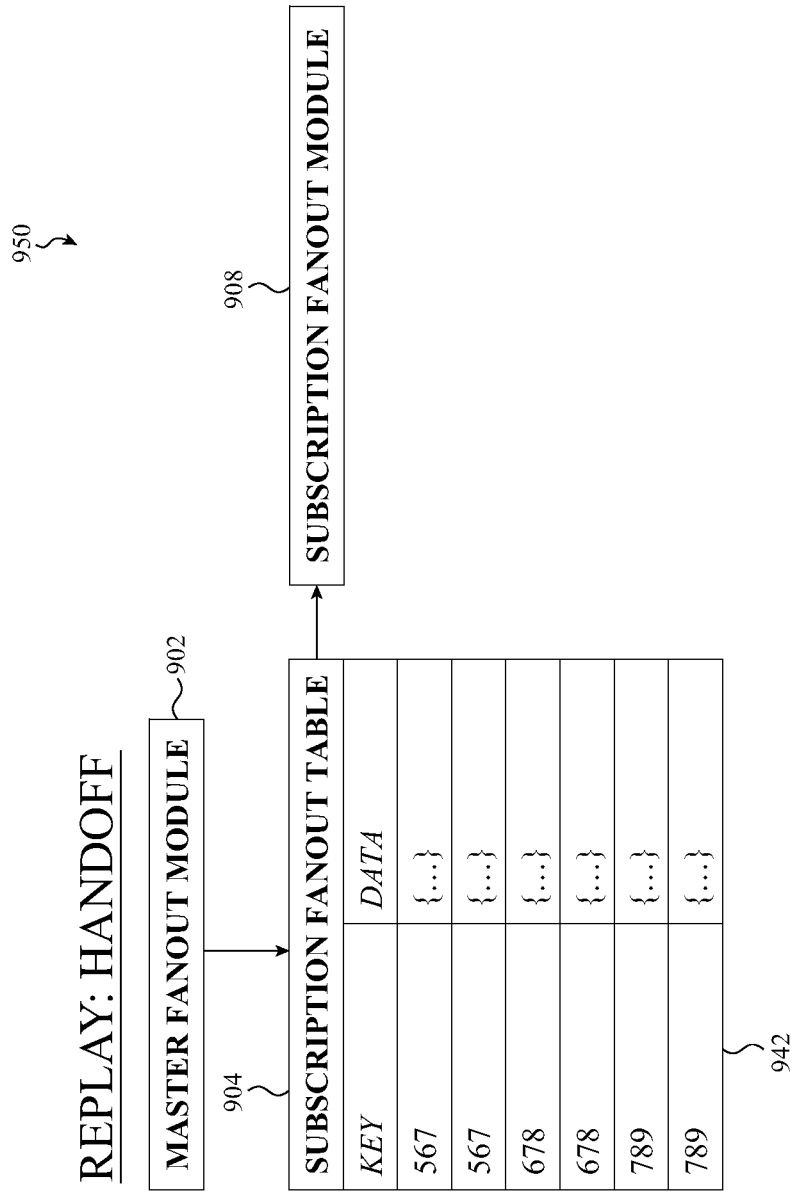 950
REPLAY: HANDOFF
MASTER FANOUT MODULE
902
904
SUBSCRIPTION FANOUT TABLE
KEY DATA
567 {...}
567 {...}
678 {...}
678 {...}
789 {...}
789 {...}
942
908
SUBSCRIPTION FANOUT MODULE